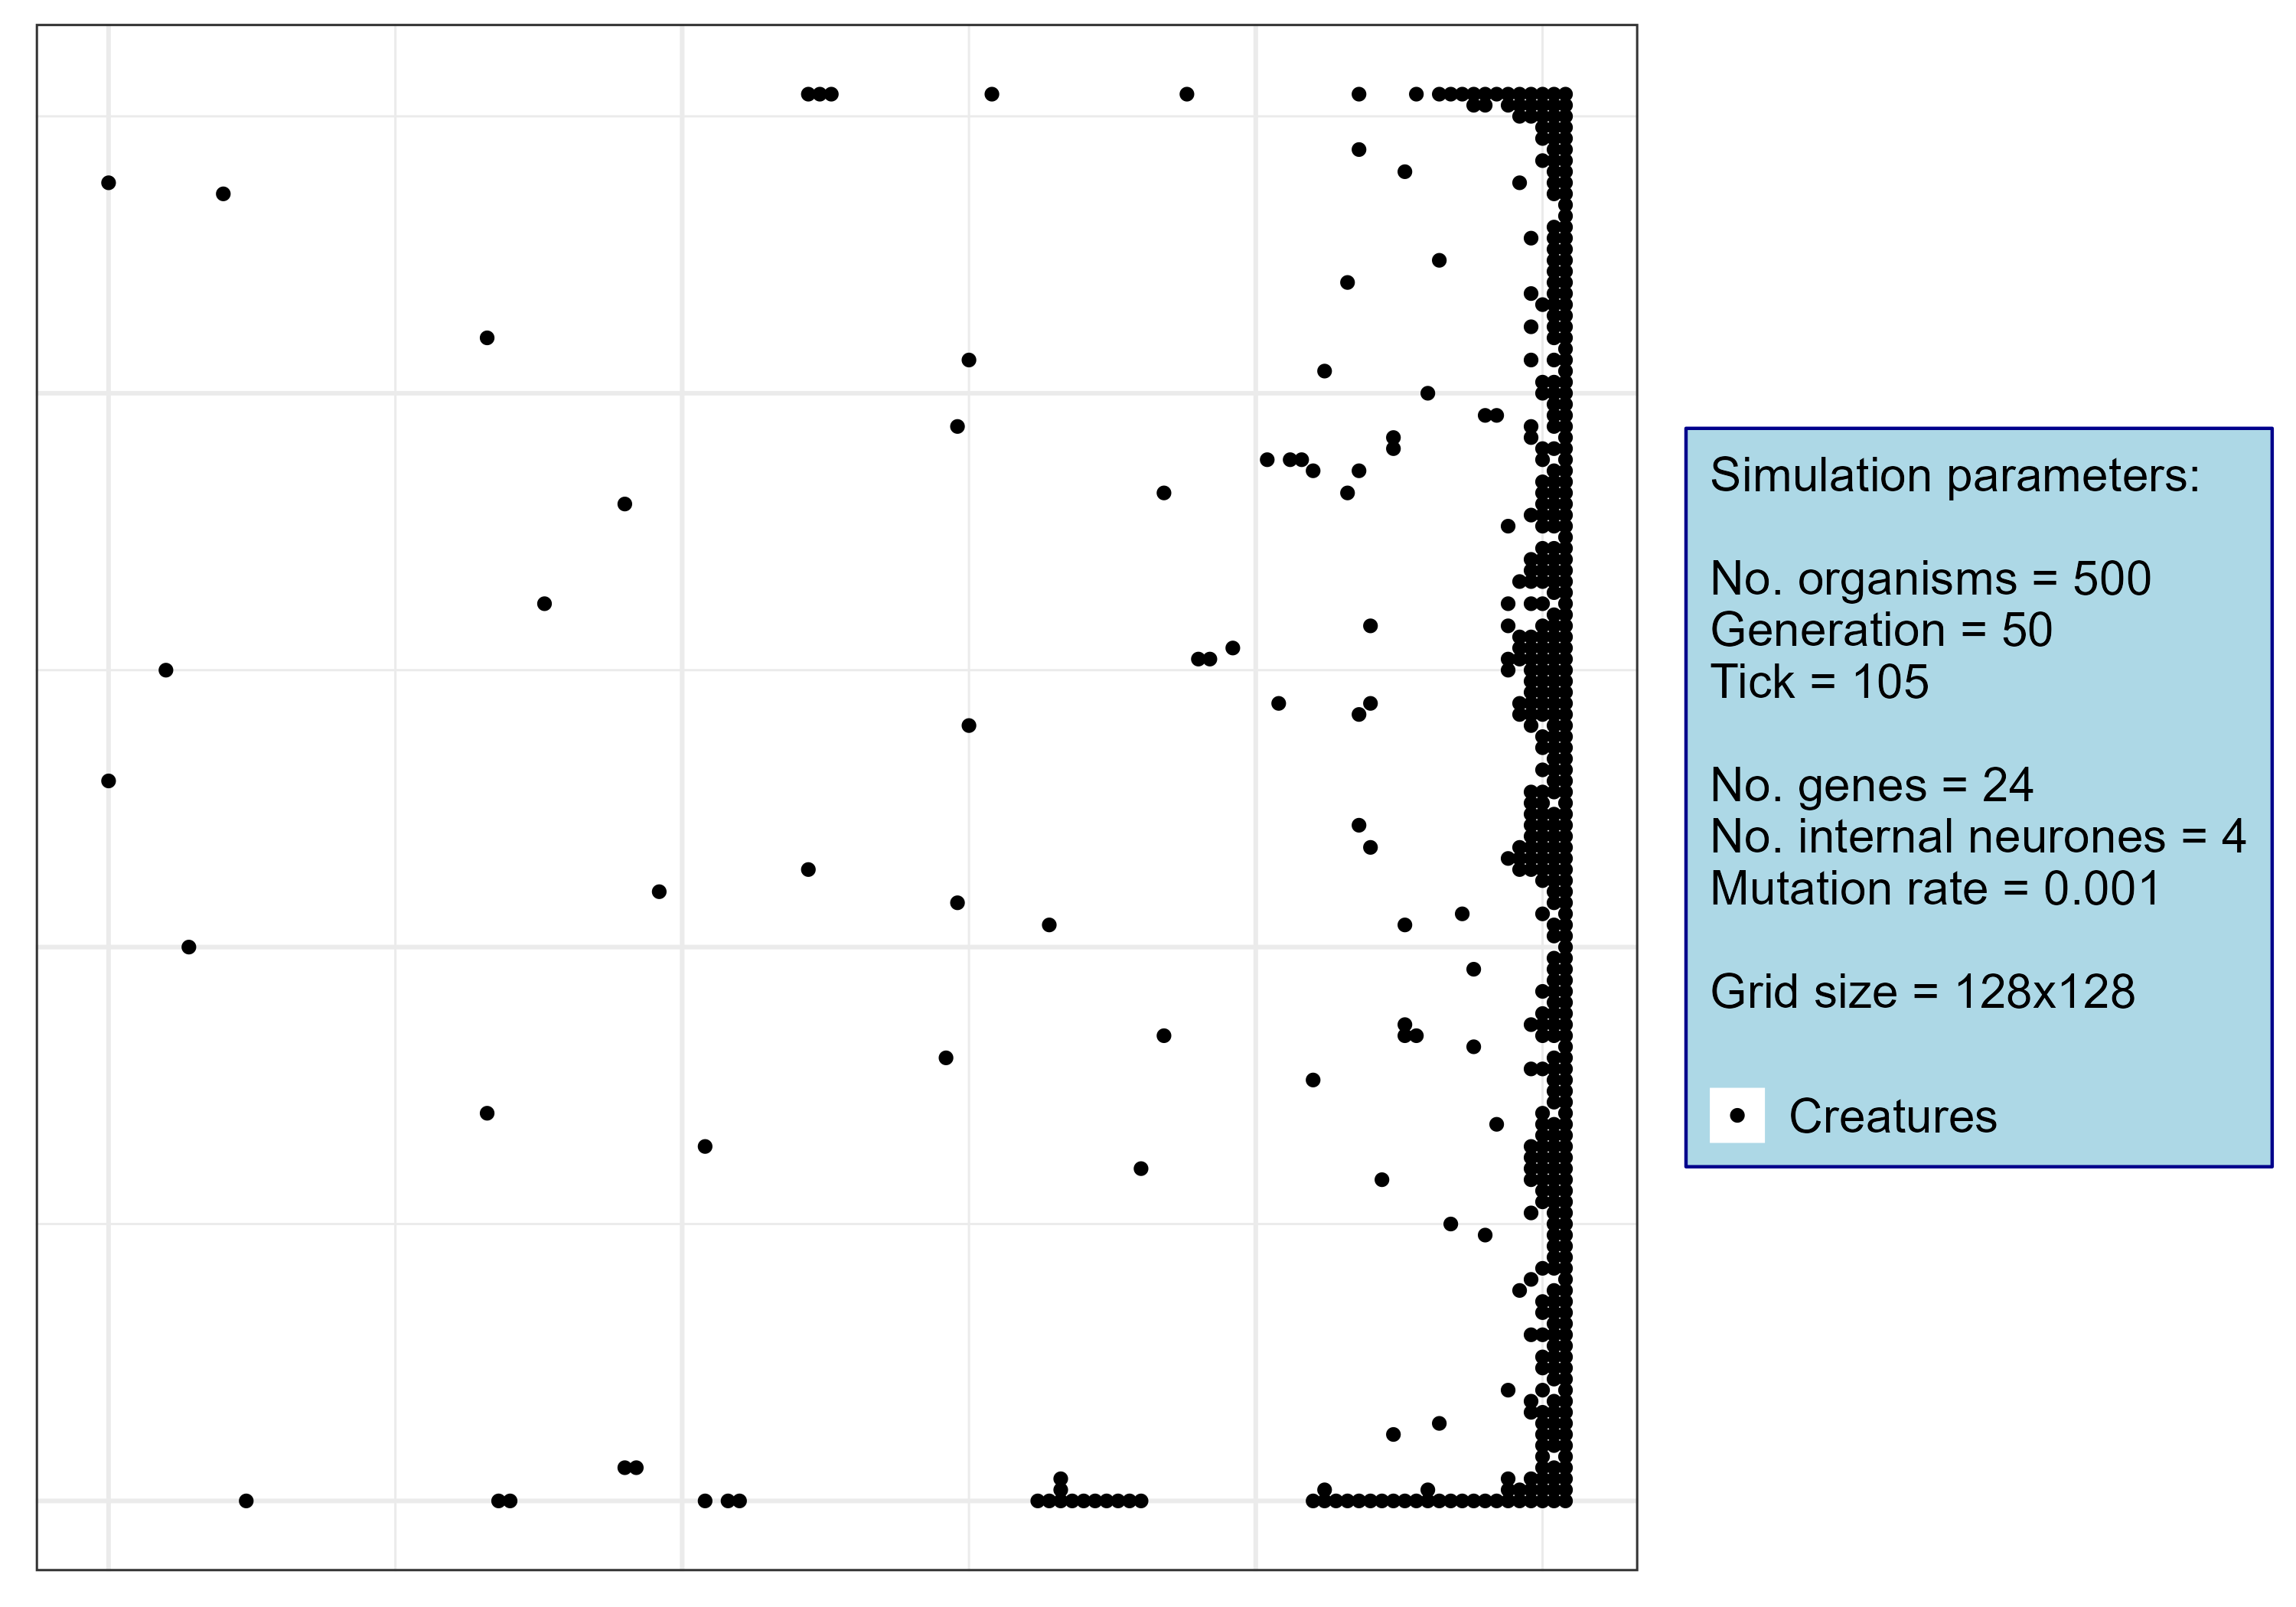 Simulation parameters:
No. organisms = 500
Generation = 50
Tick = 105
No. genes = 24
No. internal neurones = 4
Mutation rate = 0.001
Grid size = 128x128
Creatures